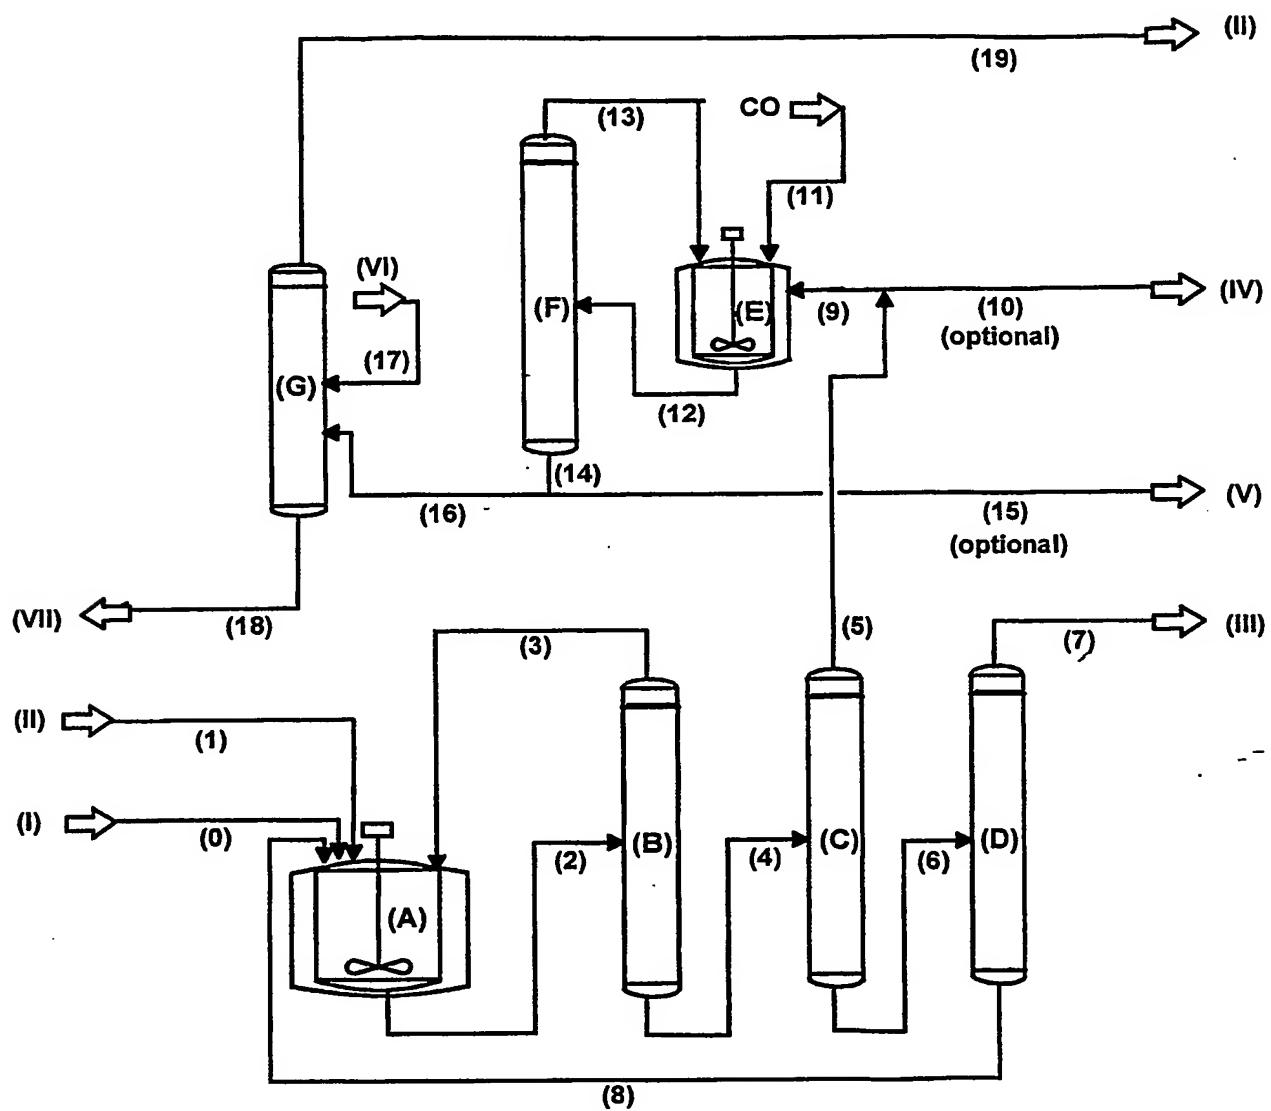 (II)
(19)
CO
(13)
(11)
(VI)
(F)
(E)
(9)
(10)
(optional)
(IV)
(17)
(G)
(12)
(14)
(16)
(15)
(optional)
(V)
(VII)
(18)
(3)
(5)
(7)
(III)
(II)
(1)
(I)
(0)
(2)
(B)
(4)
(C)
(6)
(D)
(A)
(8)